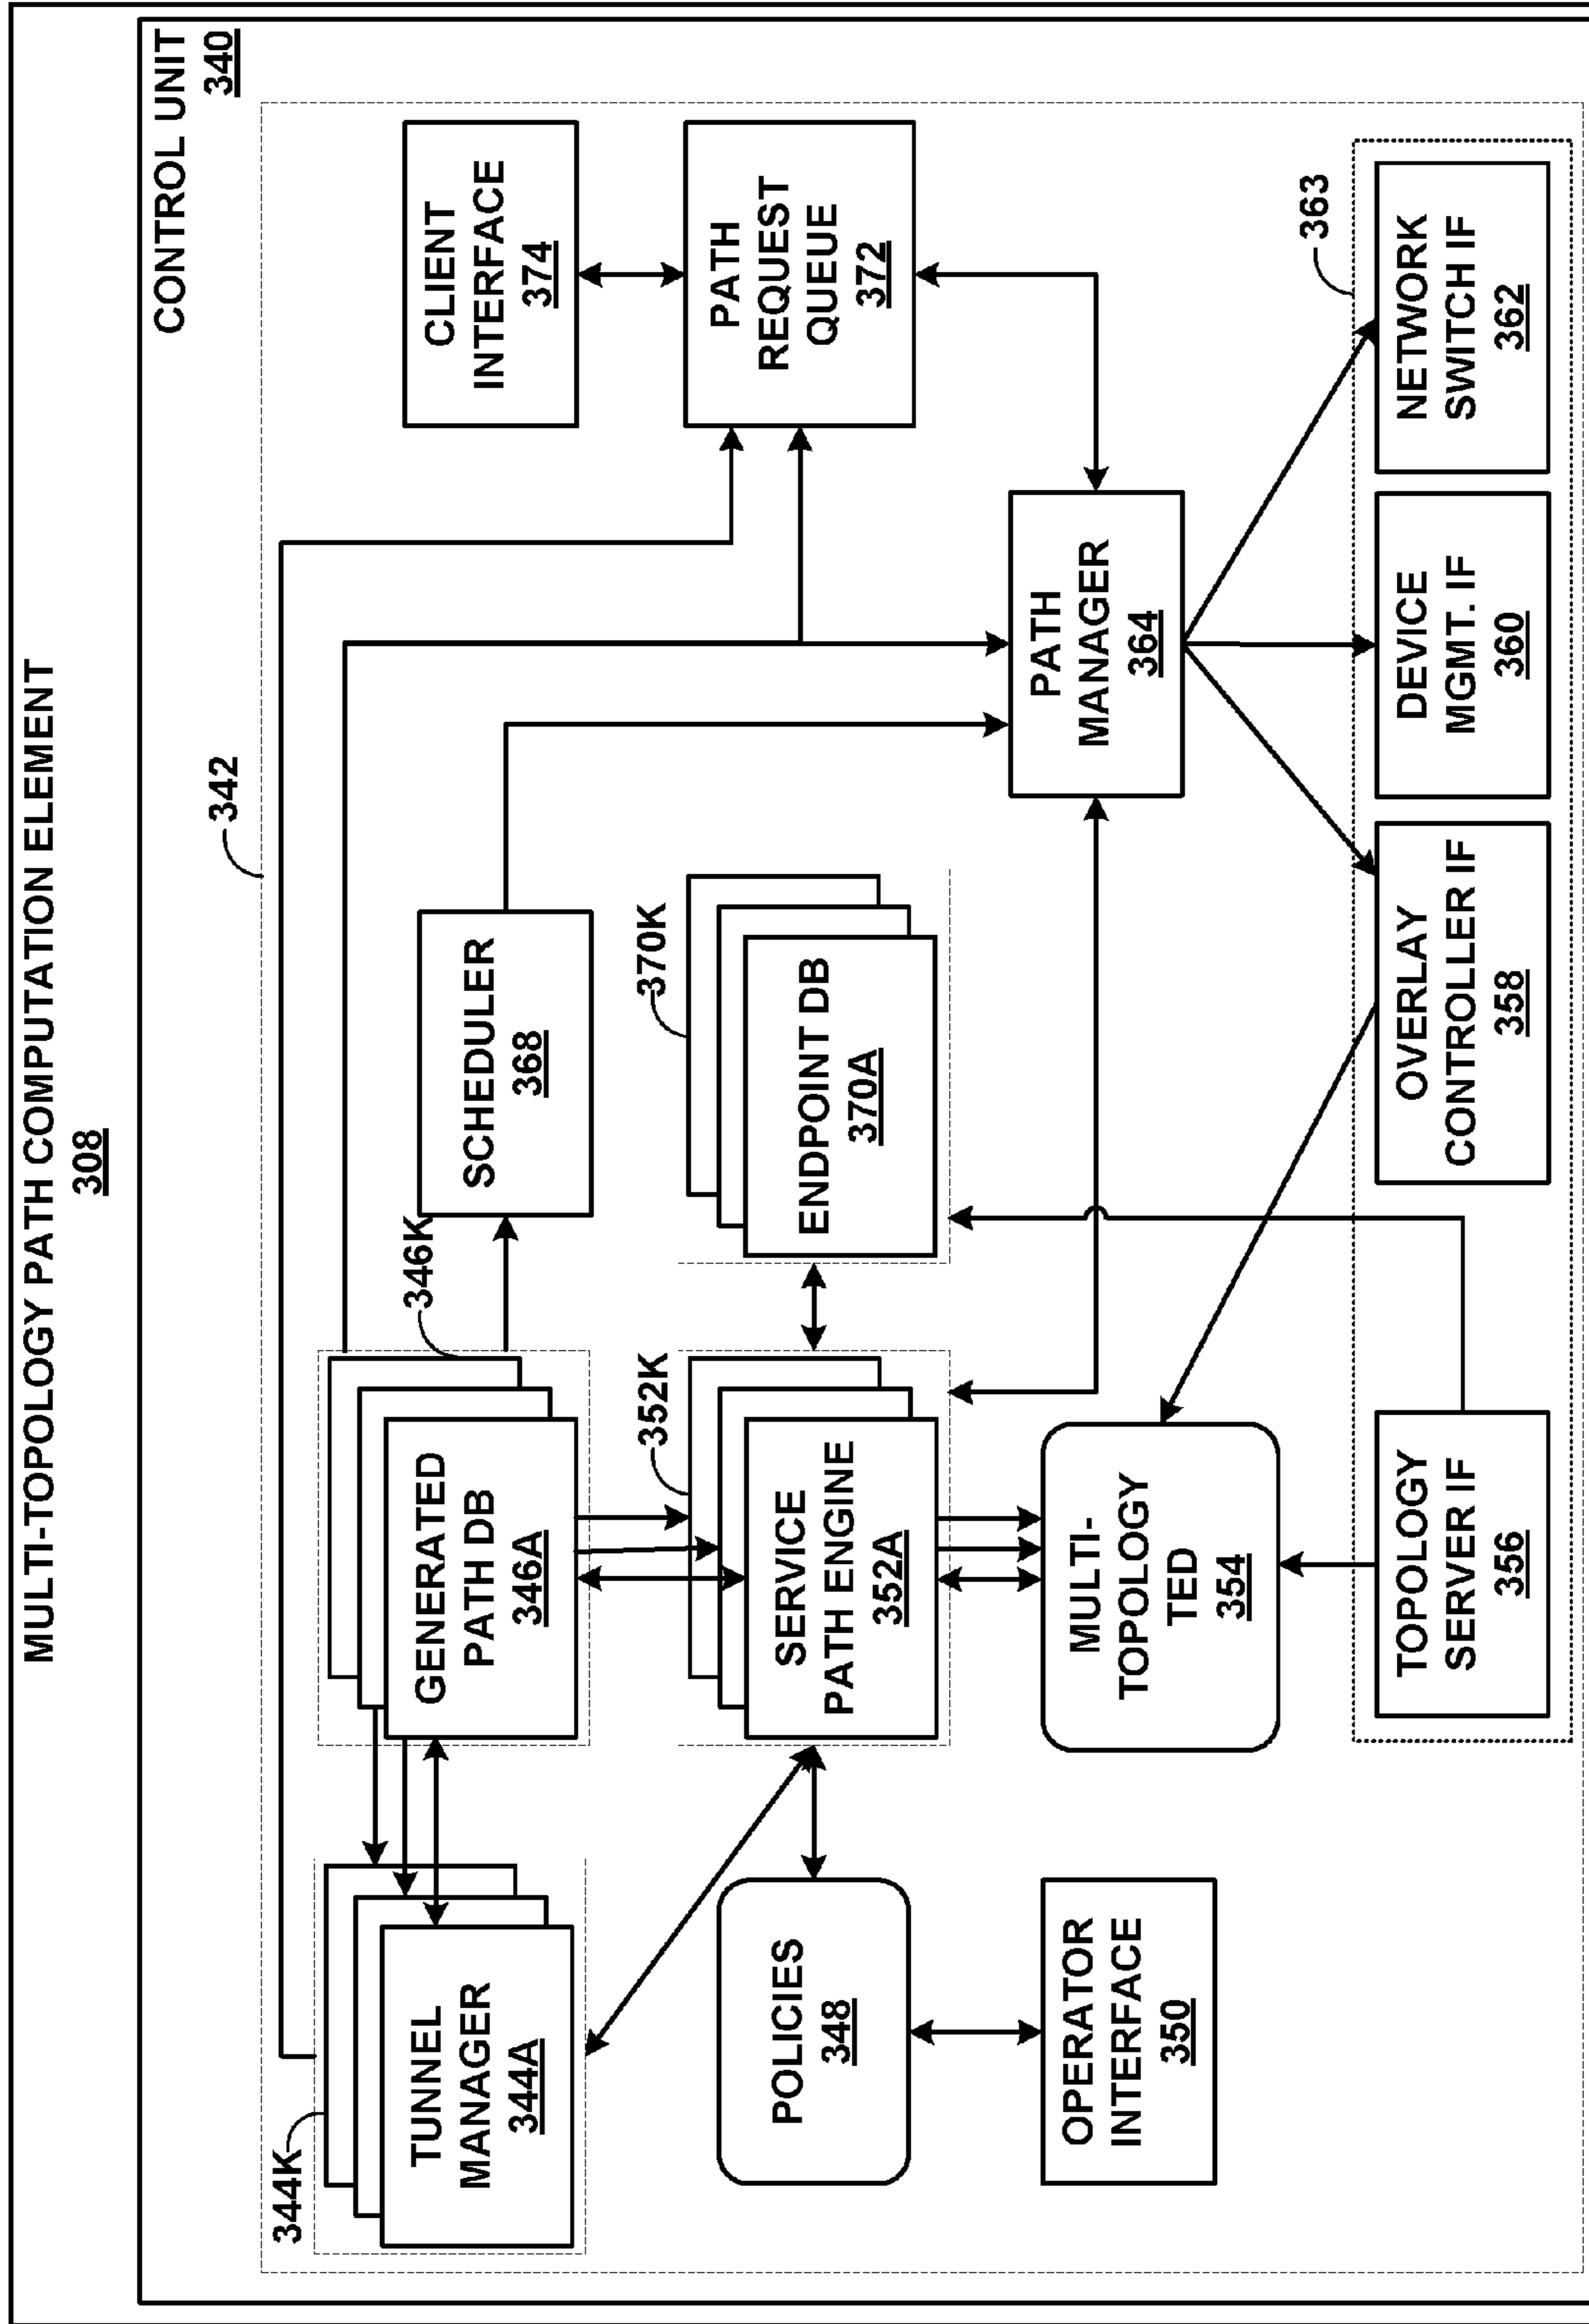 MULTI-TOPOLOGY PATH COMPUTATION ELEMENT
308
CONTROL UNIT
340
342
344K
TUNNEL
MANAGER
344A
346K
GENERATED
PATH DB
346A
SCHEDULER
368
CLIENT
INTERFACE
374
POLICIES
348
352K
SERVICE
PATH ENGINE
352A
370K
ENDPOINT DB
370A
PATH
REQUEST
QUEUE
372
OPERATOR
INTERFACE
350
MULTI-
TOPOLOGY
TED
354
PATH
MANAGER
364
363
TOPOLOGY
SERVER IF
356
OVERLAY
CONTROLLER IF
358
DEVICE
MGMT. IF
360
NETWORK
SWITCH IF
362